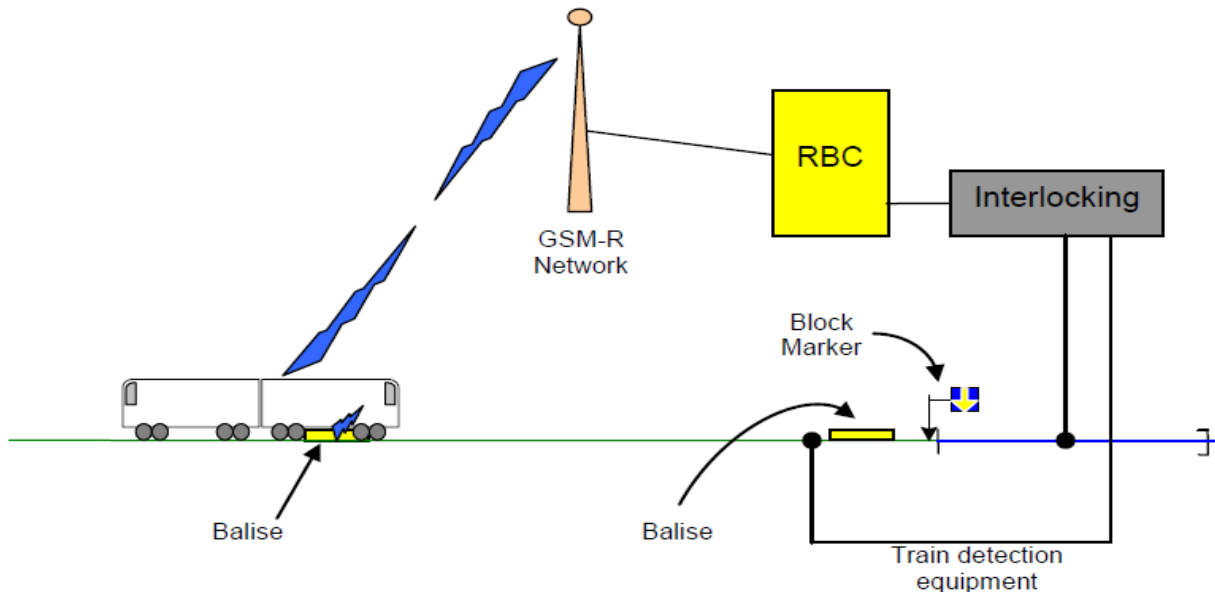 RBC
Interlocking
GSM-R
Network
Block
Marker
Balise
Balise
Train detection
equipment